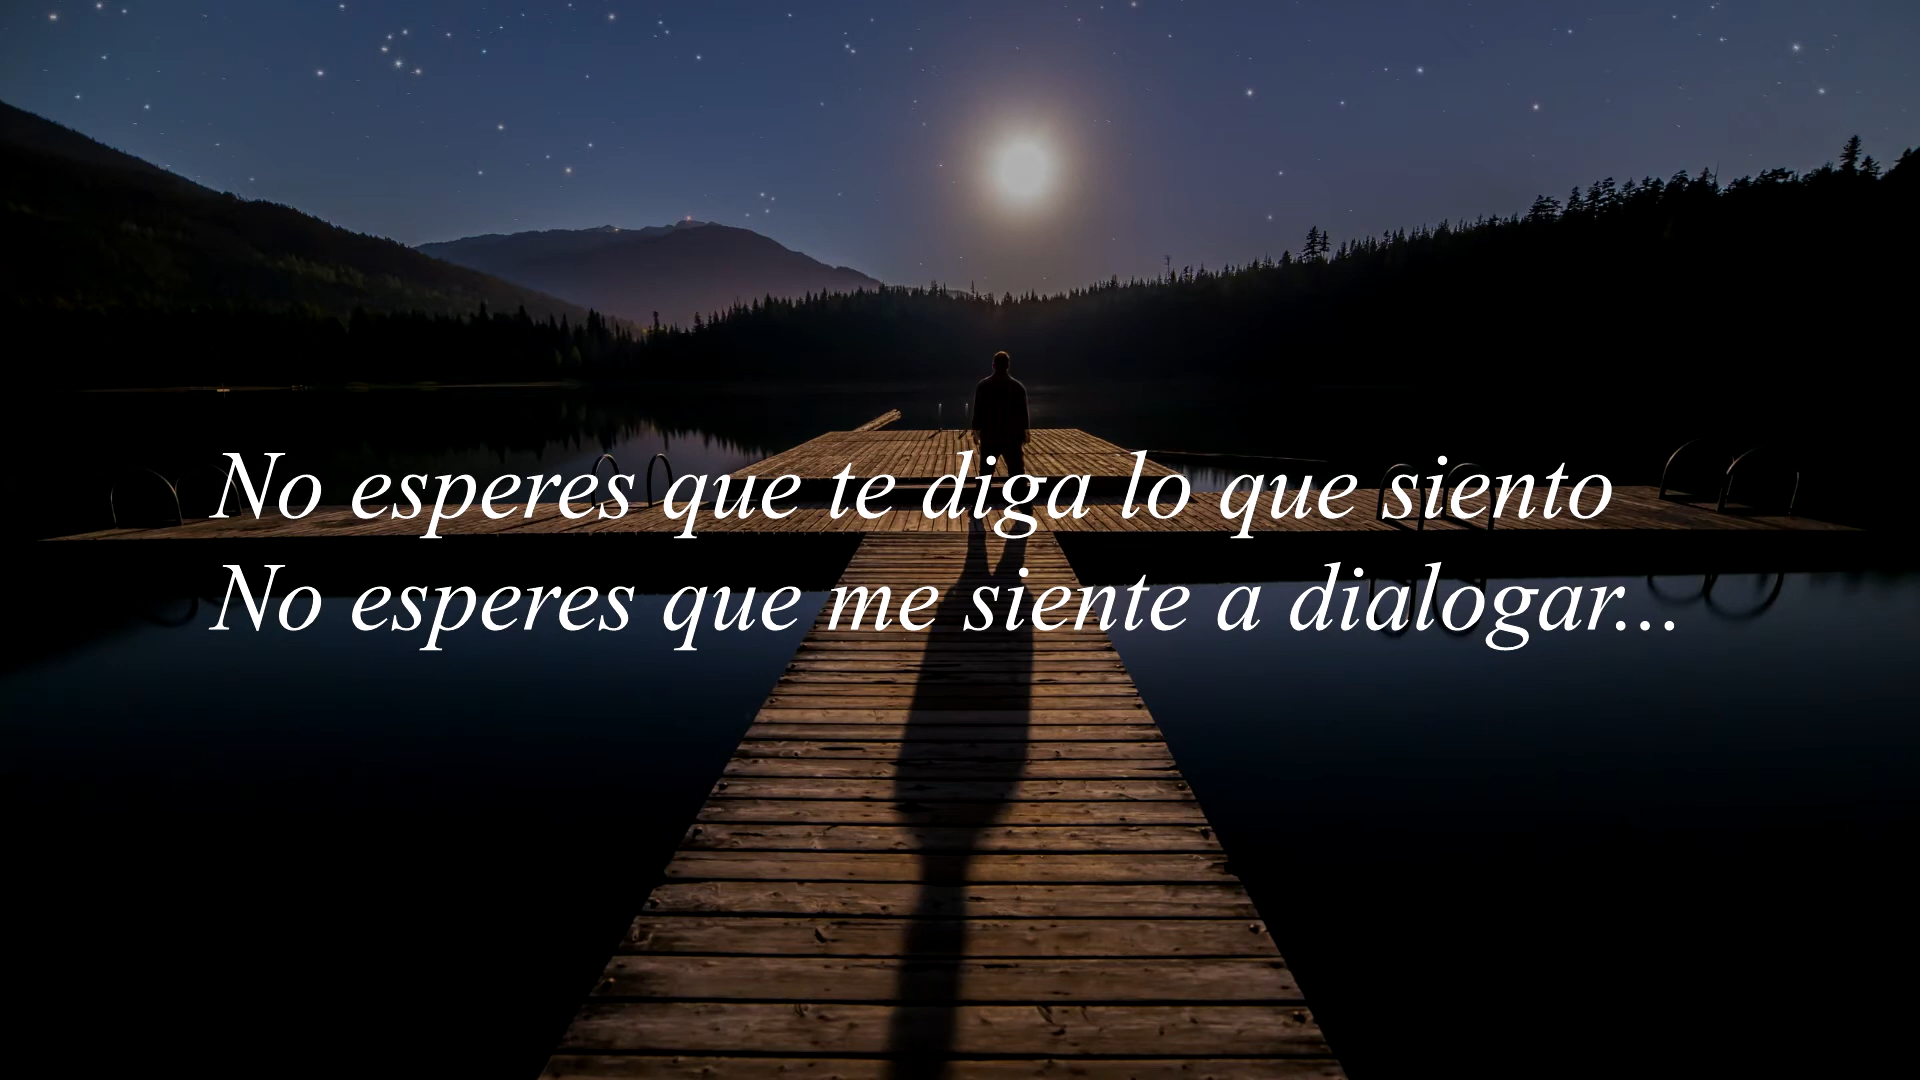 No esperes que te diga lo que siento
No esperes que me siente a dialogar...